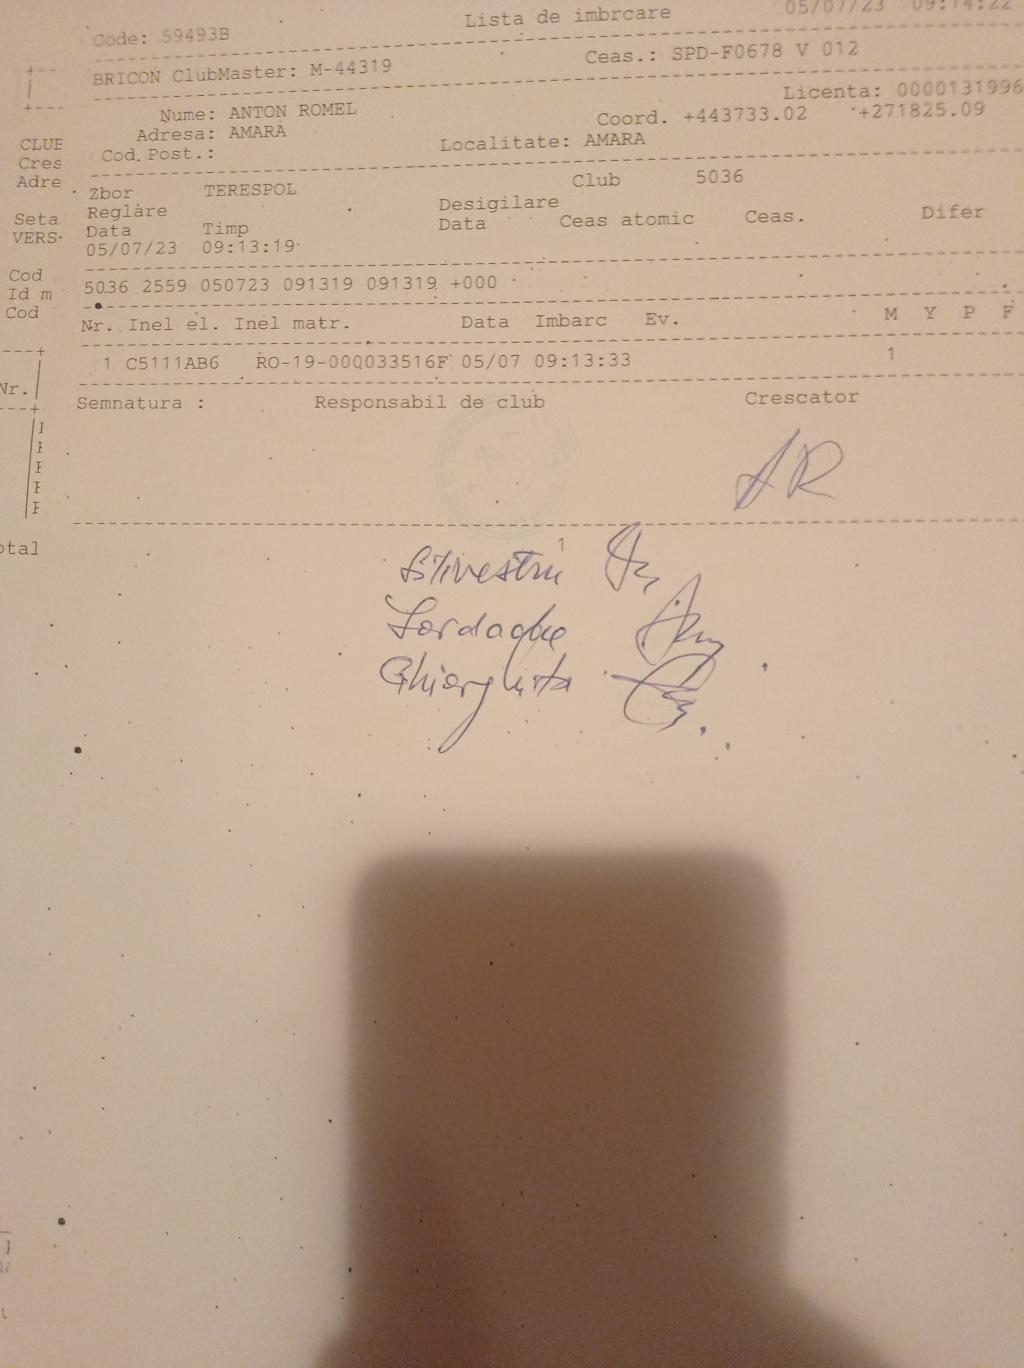 Lista de imbrcare 05/07/23 09:14:22
Code: 59493B
BRICON ClubMaster: M-44319 Ceas.: SPD-F0678 V 012
Licenta: 0000131996
Nume: ANTON ROMEL Coord. +443733.02 +271825.09
Adresa: AMARA
Cod.Post.: Localitate: AMARA
Zbor TERESPOL Club 5036
Reglare Desigilare
Data Timp Data Ceas atomic Ceas. Difer
05/07/23 09:13:19
5036 2559 050723 091319 091319 +000
Nr. Inel el. Inel matr. Data Imbarc Ev. M Y P F
1 C5111AB6 RO-19-000033516F 05/07 09:13:33 1
Semnatura : Responsabil de club Crescator
AR
1
Silvestru
Iordache
Ghiorghita
CLUE
Cres
Adre
Seta
VERS
Cod
Id m
Cod
Nr.
otal